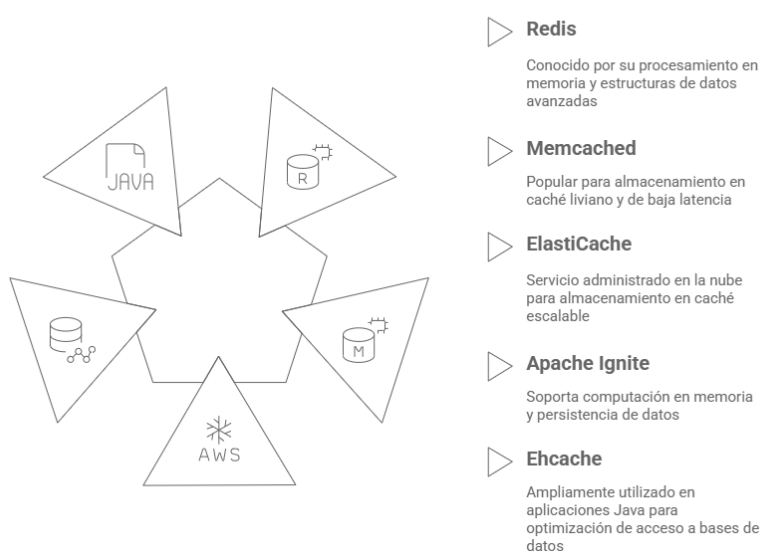 JAVA
R
M
AWS
Redis
Conocido por su procesamiento en
memoria y estructuras de datos
avanzadas
Memcached
Popular para almacenamiento en
caché liviano y de baja latencia
ElastiCache
Servicio administrado en la nube
para almacenamiento en caché
escalable
Apache Ignite
Soporta computación en memoria
y persistencia de datos
Ehcache
Ampliamente utilizado en
aplicaciones Java para
optimización de acceso a bases de
datos